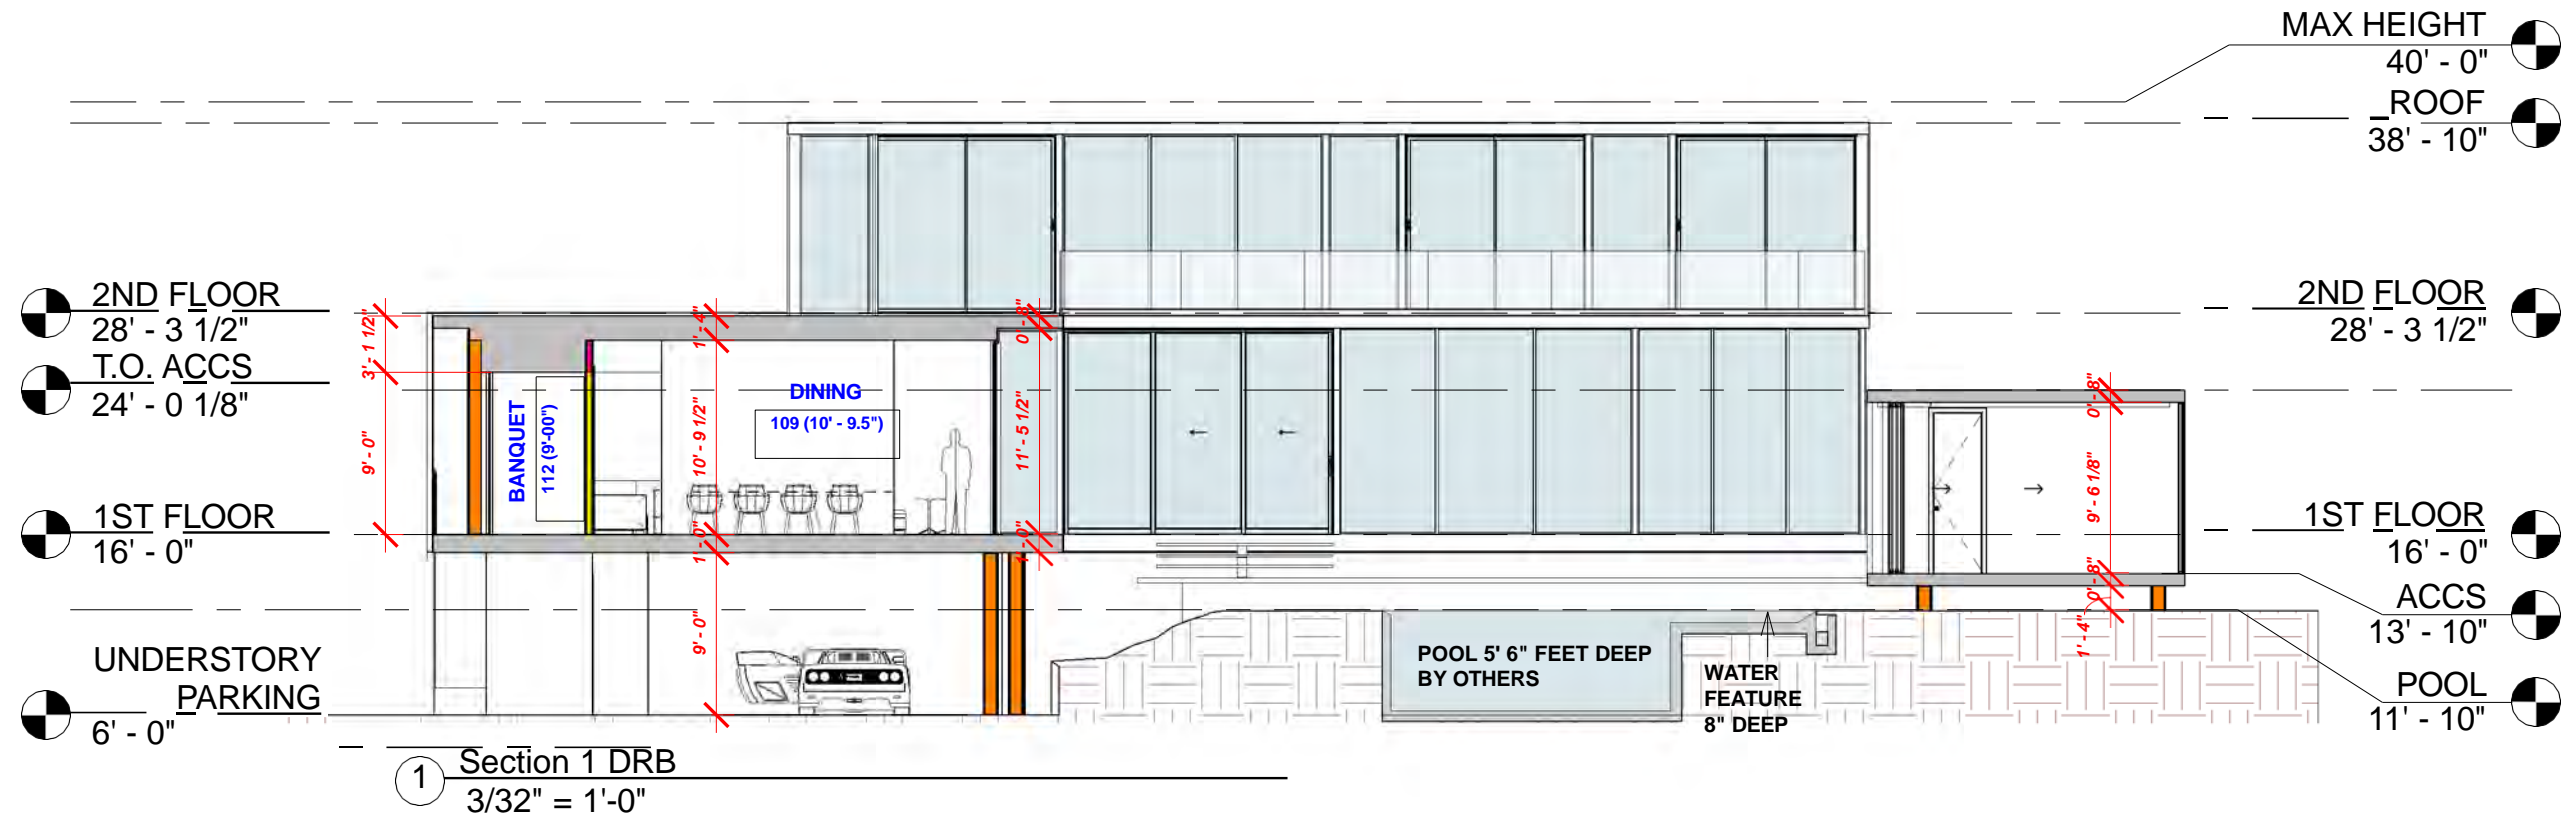 MAX HEIGHT
40' - 0"
ROOF
38' - 10"
2ND FLOOR
28' - 3 1/2"
T.O. ACCS
24' - 0 1/8"
1ST FLOOR
16' - 0"
UNDERSTORY
PARKING
6' - 0"
3' - 1 1/2"
9' - 0"
BANQUET
112 (9'-00")
1' - 4"
10' - 9 1/2"
1' - 0"
9' - 0"
DINING
109 (10' - 9.5")
0' - 8"
11' - 5 1/2"
1' - 0"
POOL 5' 6" FEET DEEP
BY OTHERS
WATER
FEATURE
8" DEEP
0' - 8"
9' - 6 1/8"
0' - 8"
1' - 4"
2ND FLOOR
28' - 3 1/2"
1ST FLOOR
16' - 0"
ACCS
13' - 10"
POOL
11' - 10"
1
Section 1 DRB
3/32" = 1'-0"